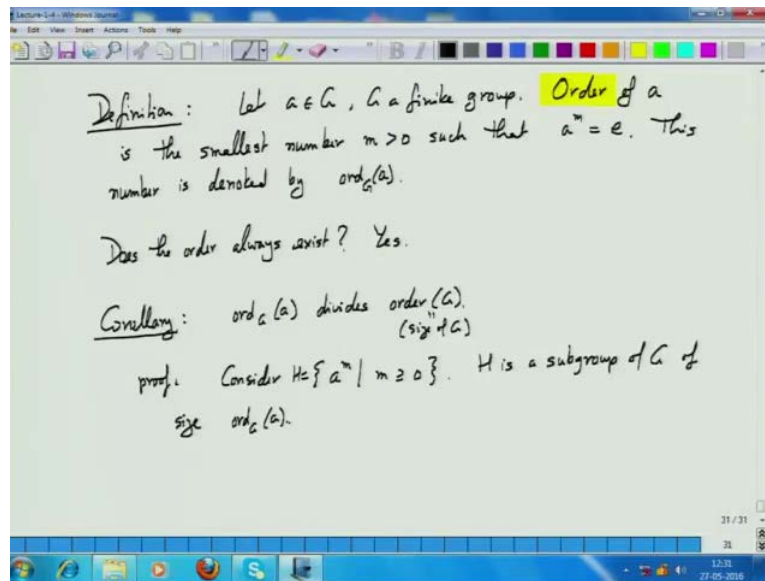 Lecture-1-4 - Windows Journal
File Edit View Insert Actions Tools Help
Definition: Let a ∈ G, G a finite group. Order of a
is the smallest number m > 0 such that a^m = e. This
number is denoted by ord_G(a).
Does the order always exist? Yes.
Corollary: ord_G(a) divides order(G).
(size of G)
proof. Consider H = { a^m | m ≥ 0 }. H is a subgroup of G of
size ord_G(a).
31 / 31
31
12:31
27-05-2016